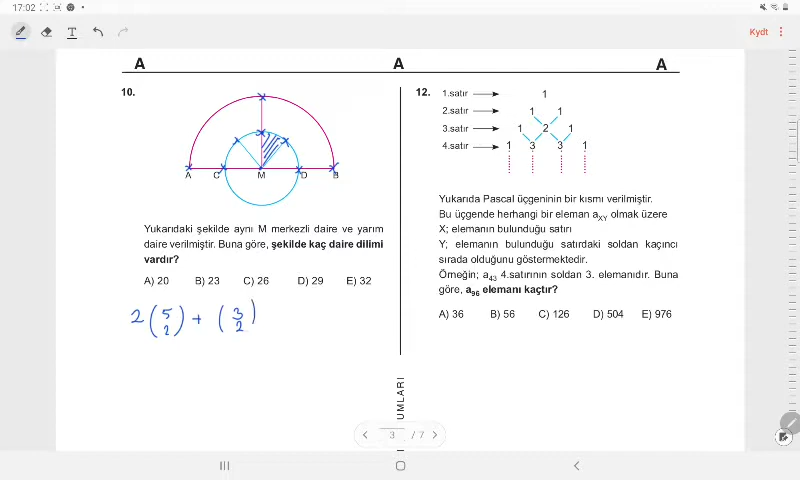 17:02
T
Kydt
A A A
10.
A C M D B
Yukarıdaki şekilde aynı M merkezli daire ve yarım
daire verilmiştir. Buna göre, şekilde kaç daire dilimi
vardır?
A) 20 B) 23 C) 26 D) 29 E) 32
2 (5 2) + (3 2)
12.
1.satır 1
2.satır 1 1
3.satır 1 2 1
4.satır 1 3 3 1
Yukarıda Pascal üçgeninin bir kısmı verilmiştir.
Bu üçgende herhangi bir eleman aXY olmak üzere
X; elemanın bulunduğu satırı
Y; elemanın bulunduğu satırdaki soldan kaçıncı
sırada olduğunu göstermektedir.
Örneğin; a43 4.satırının soldan 3. elemanıdır. Buna
göre, a96 elemanı kaçtır?
A) 36 B) 56 C) 126 D) 504 E) 976
UMLARI
3 / 7